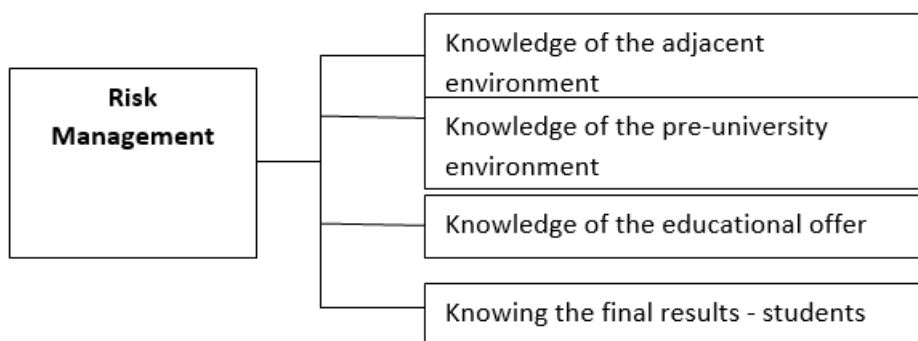 Risk
Management
Knowledge of the adjacent
environment
Knowledge of the pre-university
environment
Knowledge of the educational offer
Knowing the final results - students